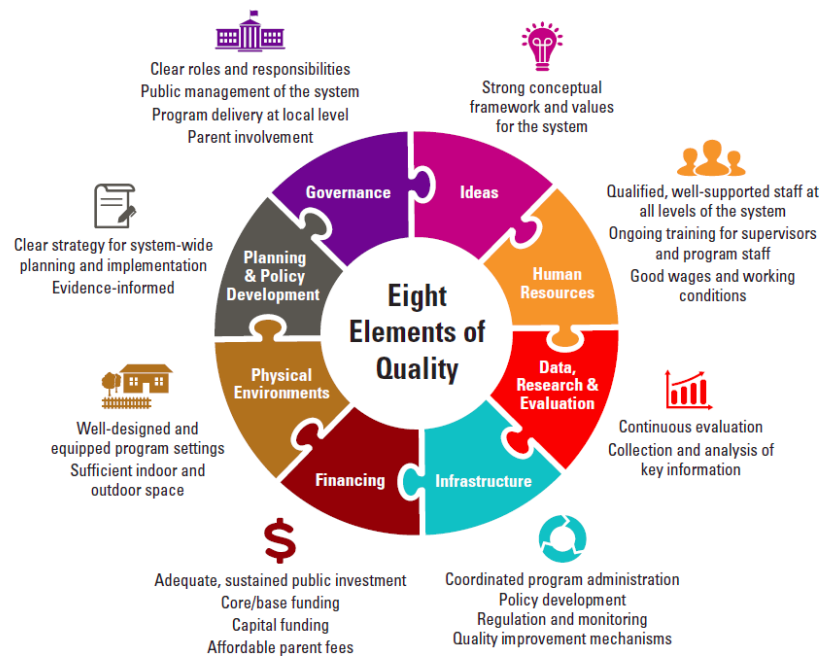 Clear roles and responsibilities
Public management of the system
Program delivery at local level
Parent involvement
Strong conceptual
framework and values
for the system
Qualified, well-supported staff at
all levels of the system
Ongoing training for supervisors
and program staff
Good wages and working
conditions
Clear strategy for system-wide
planning and implementation
Evidence-informed
Governance
Ideas
Planning
& Policy
Development
Human
Resources
Eight
Elements of
Quality
Physical
Environments
Data,
Research &
Evaluation
Financing
Infrastructure
Well-designed and
equipped program settings
Sufficient indoor and
outdoor space
Continuous evaluation
Collection and analysis of
key information
$
Adequate, sustained public investment
Core/base funding
Capital funding
Affordable parent fees
Coordinated program administration
Policy development
Regulation and monitoring
Quality improvement mechanisms